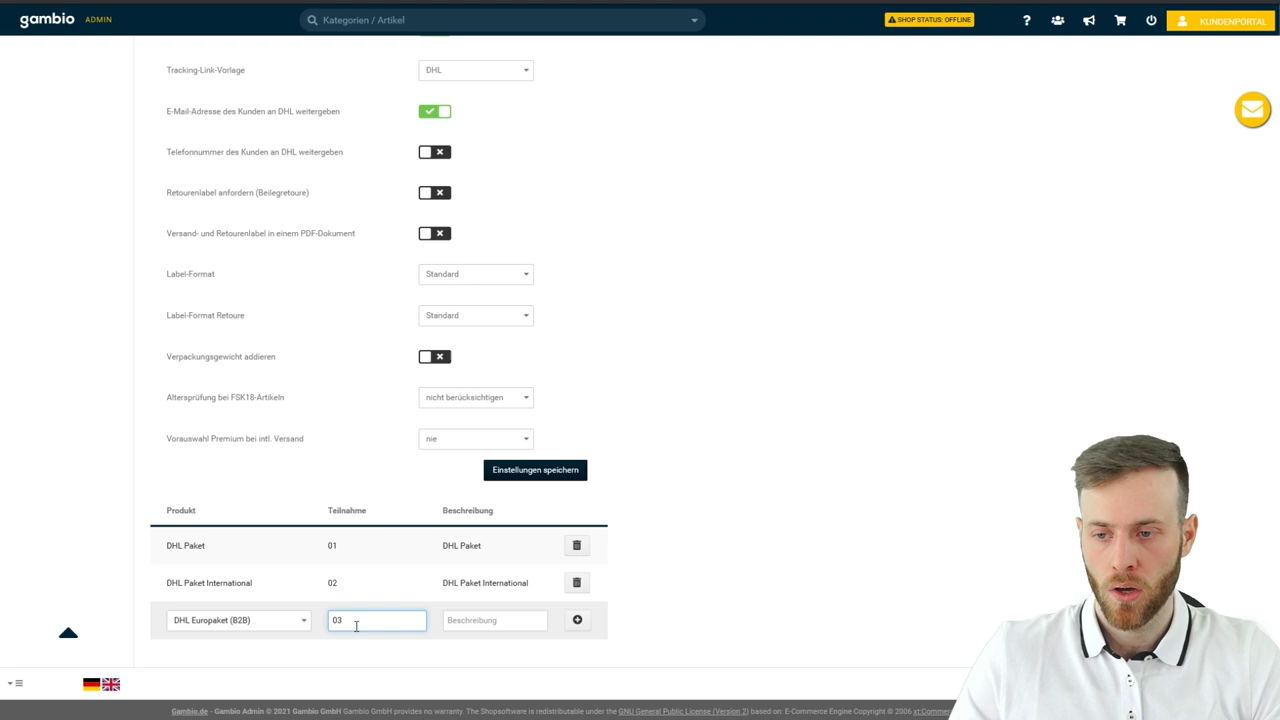 gambio ADMIN
Kategorien / Artikel
SHOP STATUS: OFFLINE
KUNDENPORTAL
Tracking-Link-Vorlage DHL
E-Mail-Adresse des Kunden an DHL weitergeben
Telefonnummer des Kunden an DHL weitergeben
Retourenlabel anfordern (Beilegretoure)
Versand- und Retourenlabel in einem PDF-Dokument
Label-Format Standard
Label-Format Retoure Standard
Verpackungsgewicht addieren
Altersprüfung bei FSK18-Artikeln nicht berücksichtigen
Vorauswahl Premium bei intl. Versand nie
Einstellungen speichern
Produkt Teilnahme Beschreibung
DHL Paket 01 DHL Paket
DHL Paket International 02 DHL Paket International
DHL Europaket (B2B) 03 Beschreibung
Gambio.de - Gambio Admin © 2021 Gambio GmbH Gambio GmbH provides no warranty. The Shopsoftware is redistributable under the GNU General Public License (Version 2) based on: E-Commerce Engine Copyright © 2006